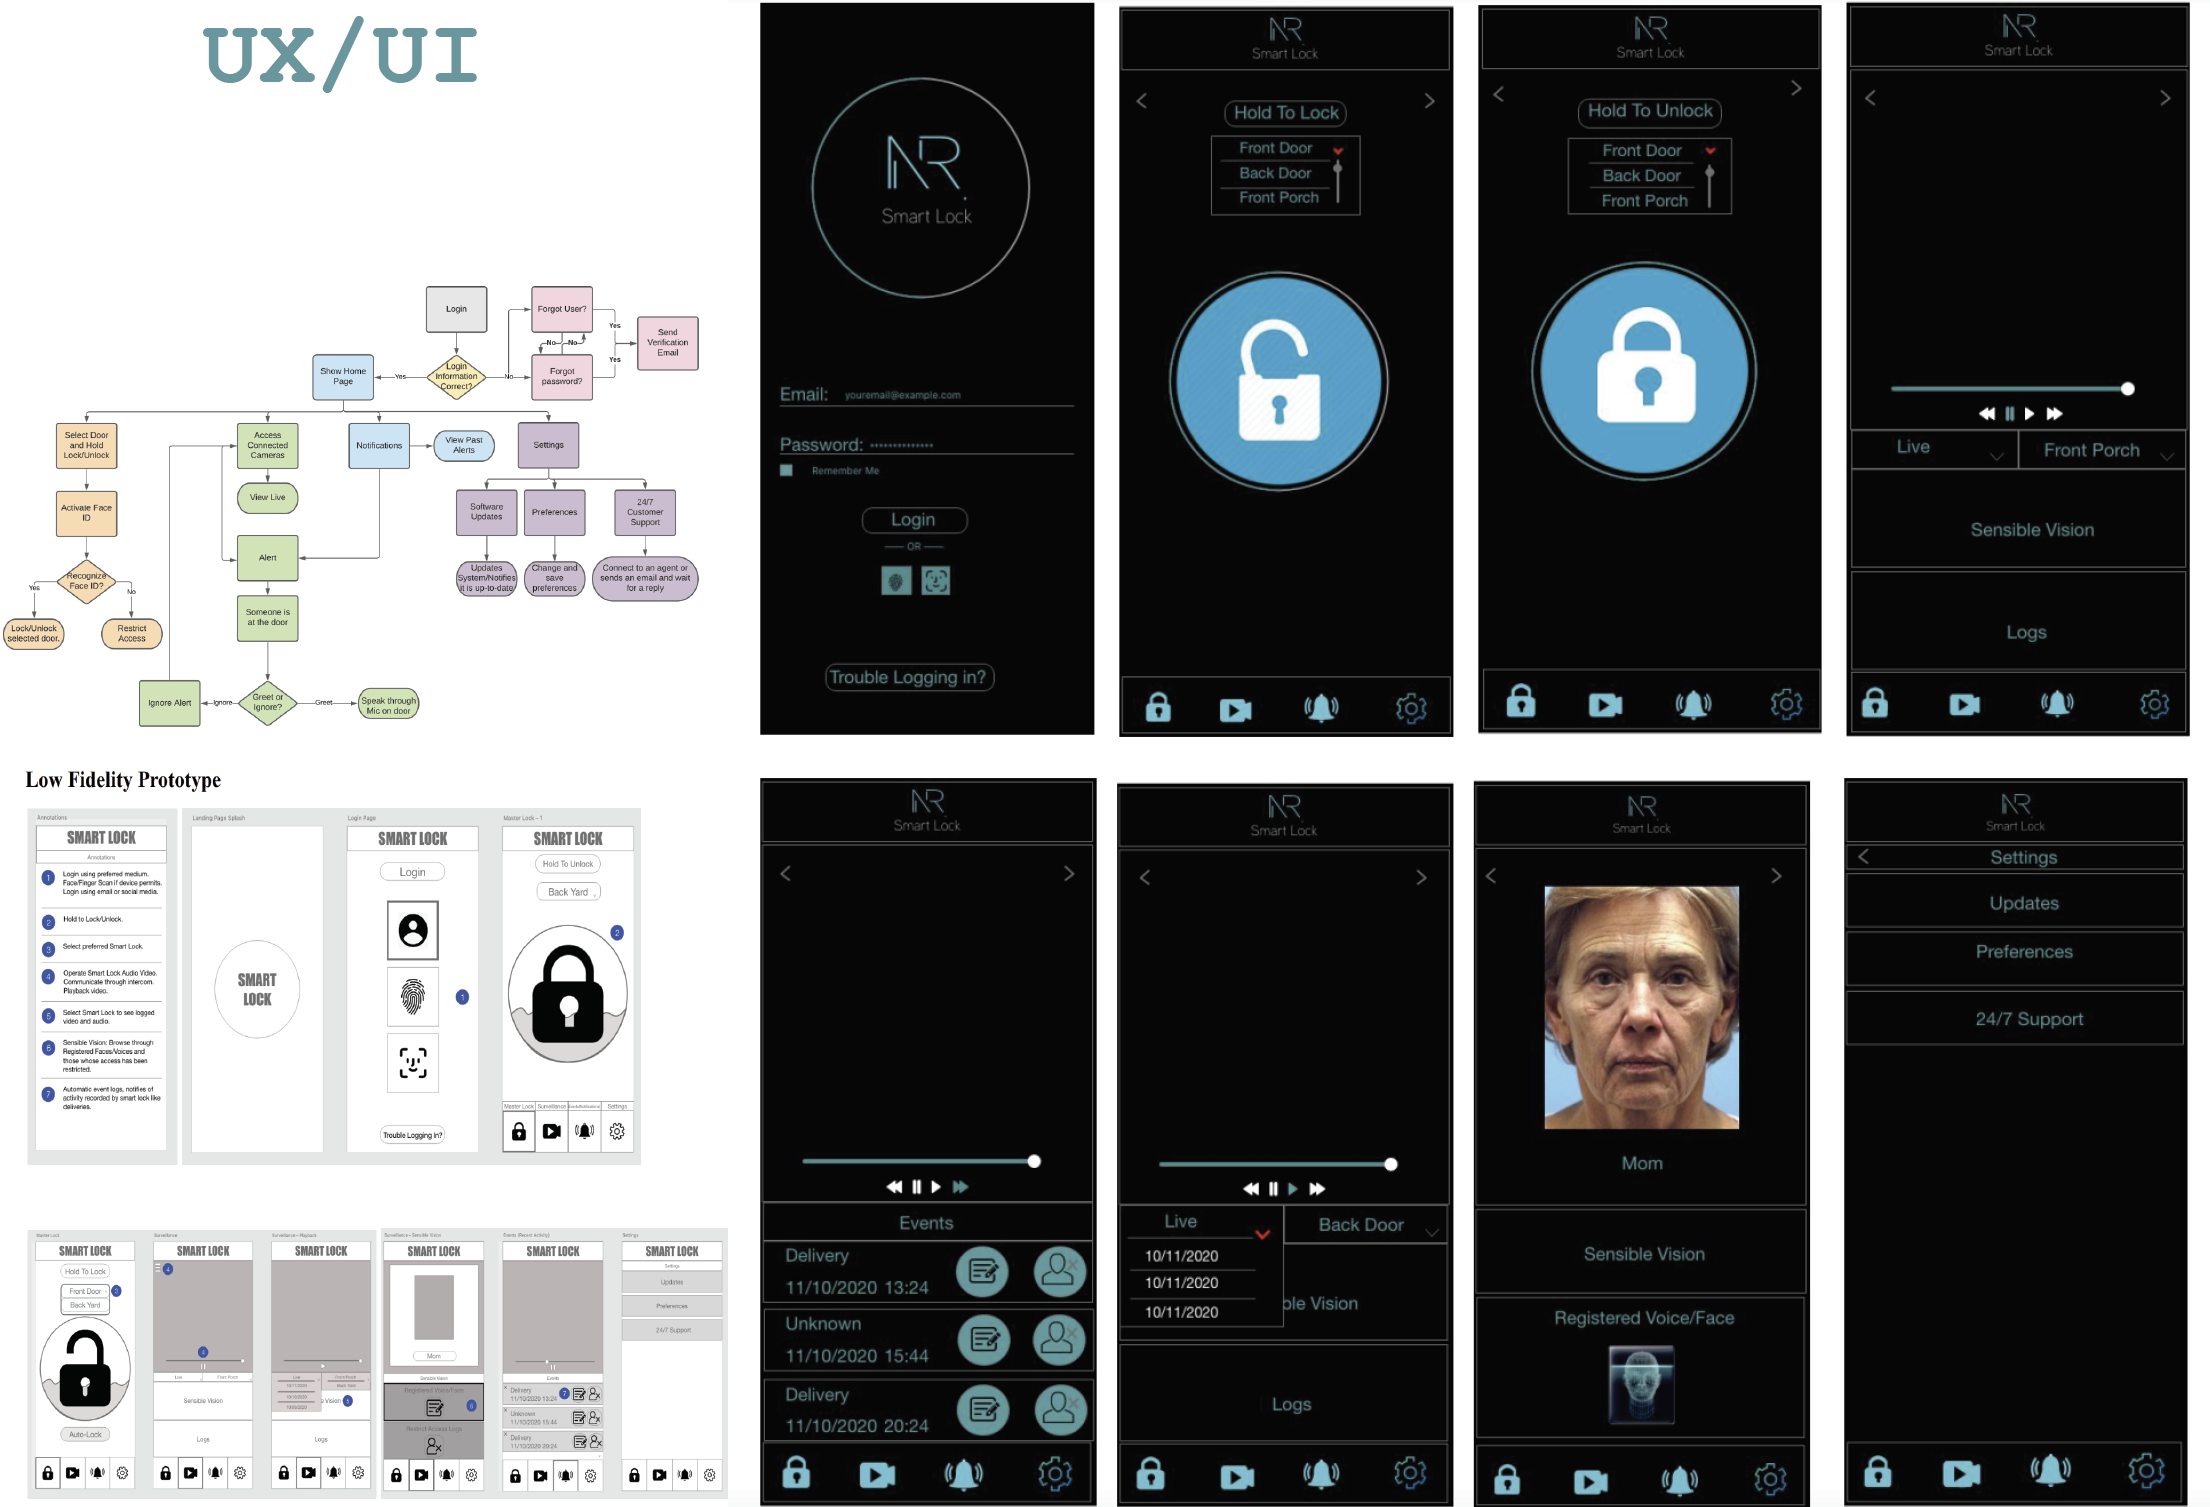 UX/UI
Login
Forgot User?
Yes
Send
Verification
Email
No
No
Yes
Forgot
password?
No
Login
Information
Correct?
Yes
Show Home
Page
Select Door
and Hold
Lock/Unlock
Access
Connected
Cameras
Notifications
View Past
Alerts
Settings
View Live
Activate Face
ID
Software
Updates
Preferences
24/7
Customer
Support
Alert
Recognize
Face ID?
Yes
No
Updates
System/Notifies
it is up-to-date
Change and
save
preferences
Connect to an agent or
sends an email and wait
for a reply
Someone is
at the door
Lock/Unlock
selected door.
Restrict
Access
Ignore Alert
Ignore
Greet or
Ignore?
Greet
Speak through
Mic on door
NR
Smart Lock
Email: youremail@example.com
Password: ··············
Remember Me
Login
OR
Trouble Logging in?
NR
Smart Lock
< >
Hold To Lock
Front Door
Back Door
Front Porch
NR
Smart Lock
< >
Hold To Unlock
Front Door
Back Door
Front Porch
NR
Smart Lock
< >
Live Front Porch
Sensible Vision
Logs
Low Fidelity Prototype
Annotations
SMART LOCK
Annotations
1 Login using preferred medium.
Face/Finger Scan if device permits.
Login using email or social media.
2 Hold to Lock/Unlock.
3 Select preferred Smart Lock.
4 Operate Smart Lock Audio Video.
Communicate through intercom.
Playback video.
5 Select Smart Lock to see logged
video and audio.
6 Sensible Vision: Browse through
Registered Faces/Voices and
those whose access has been
restricted.
7 Automatic event logs, notifies of
activity recorded by smart lock like
deliveries.
Landing Page Splash
SMART
LOCK
Login Page
SMART LOCK
Login
1
Trouble Logging In?
Master Lock - 1
SMART LOCK
Hold To Unlock
Back Yard
2
Master Lock Surveillance Settings
Master Lock
SMART LOCK
Hold To Lock
Front Door
3
Back Yard
Auto-Lock
Surveillance
SMART LOCK
4
4
Live Front Porch
Sensible Vision
Logs
Surveillance - Playback
SMART LOCK
Live Front Porch
Back Yard
Vision
5
Logs
Surveillance - Sensible Vision
SMART LOCK
Mom
Sensible Vision
Registered Voice/Face
6
Restrict Access Logs
Events (Recent Activity)
SMART LOCK
Events
Delivery
11/10/2020 13:24
7
Unknown
11/10/2020 15:44
Delivery
11/10/2020 20:24
Settings
SMART LOCK
Settings
Updates
Preferences
24/7 Support
NR
Smart Lock
< >
Events
Delivery
11/10/2020 13:24
Unknown
11/10/2020 15:44
Delivery
11/10/2020 20:24
NR
Smart Lock
< >
Live Back Door
10/11/2020
10/11/2020
10/11/2020
ble Vision
Logs
NR
Smart Lock
< >
Mom
Sensible Vision
Registered Voice/Face
NR
Smart Lock
< Settings
Updates
Preferences
24/7 Support